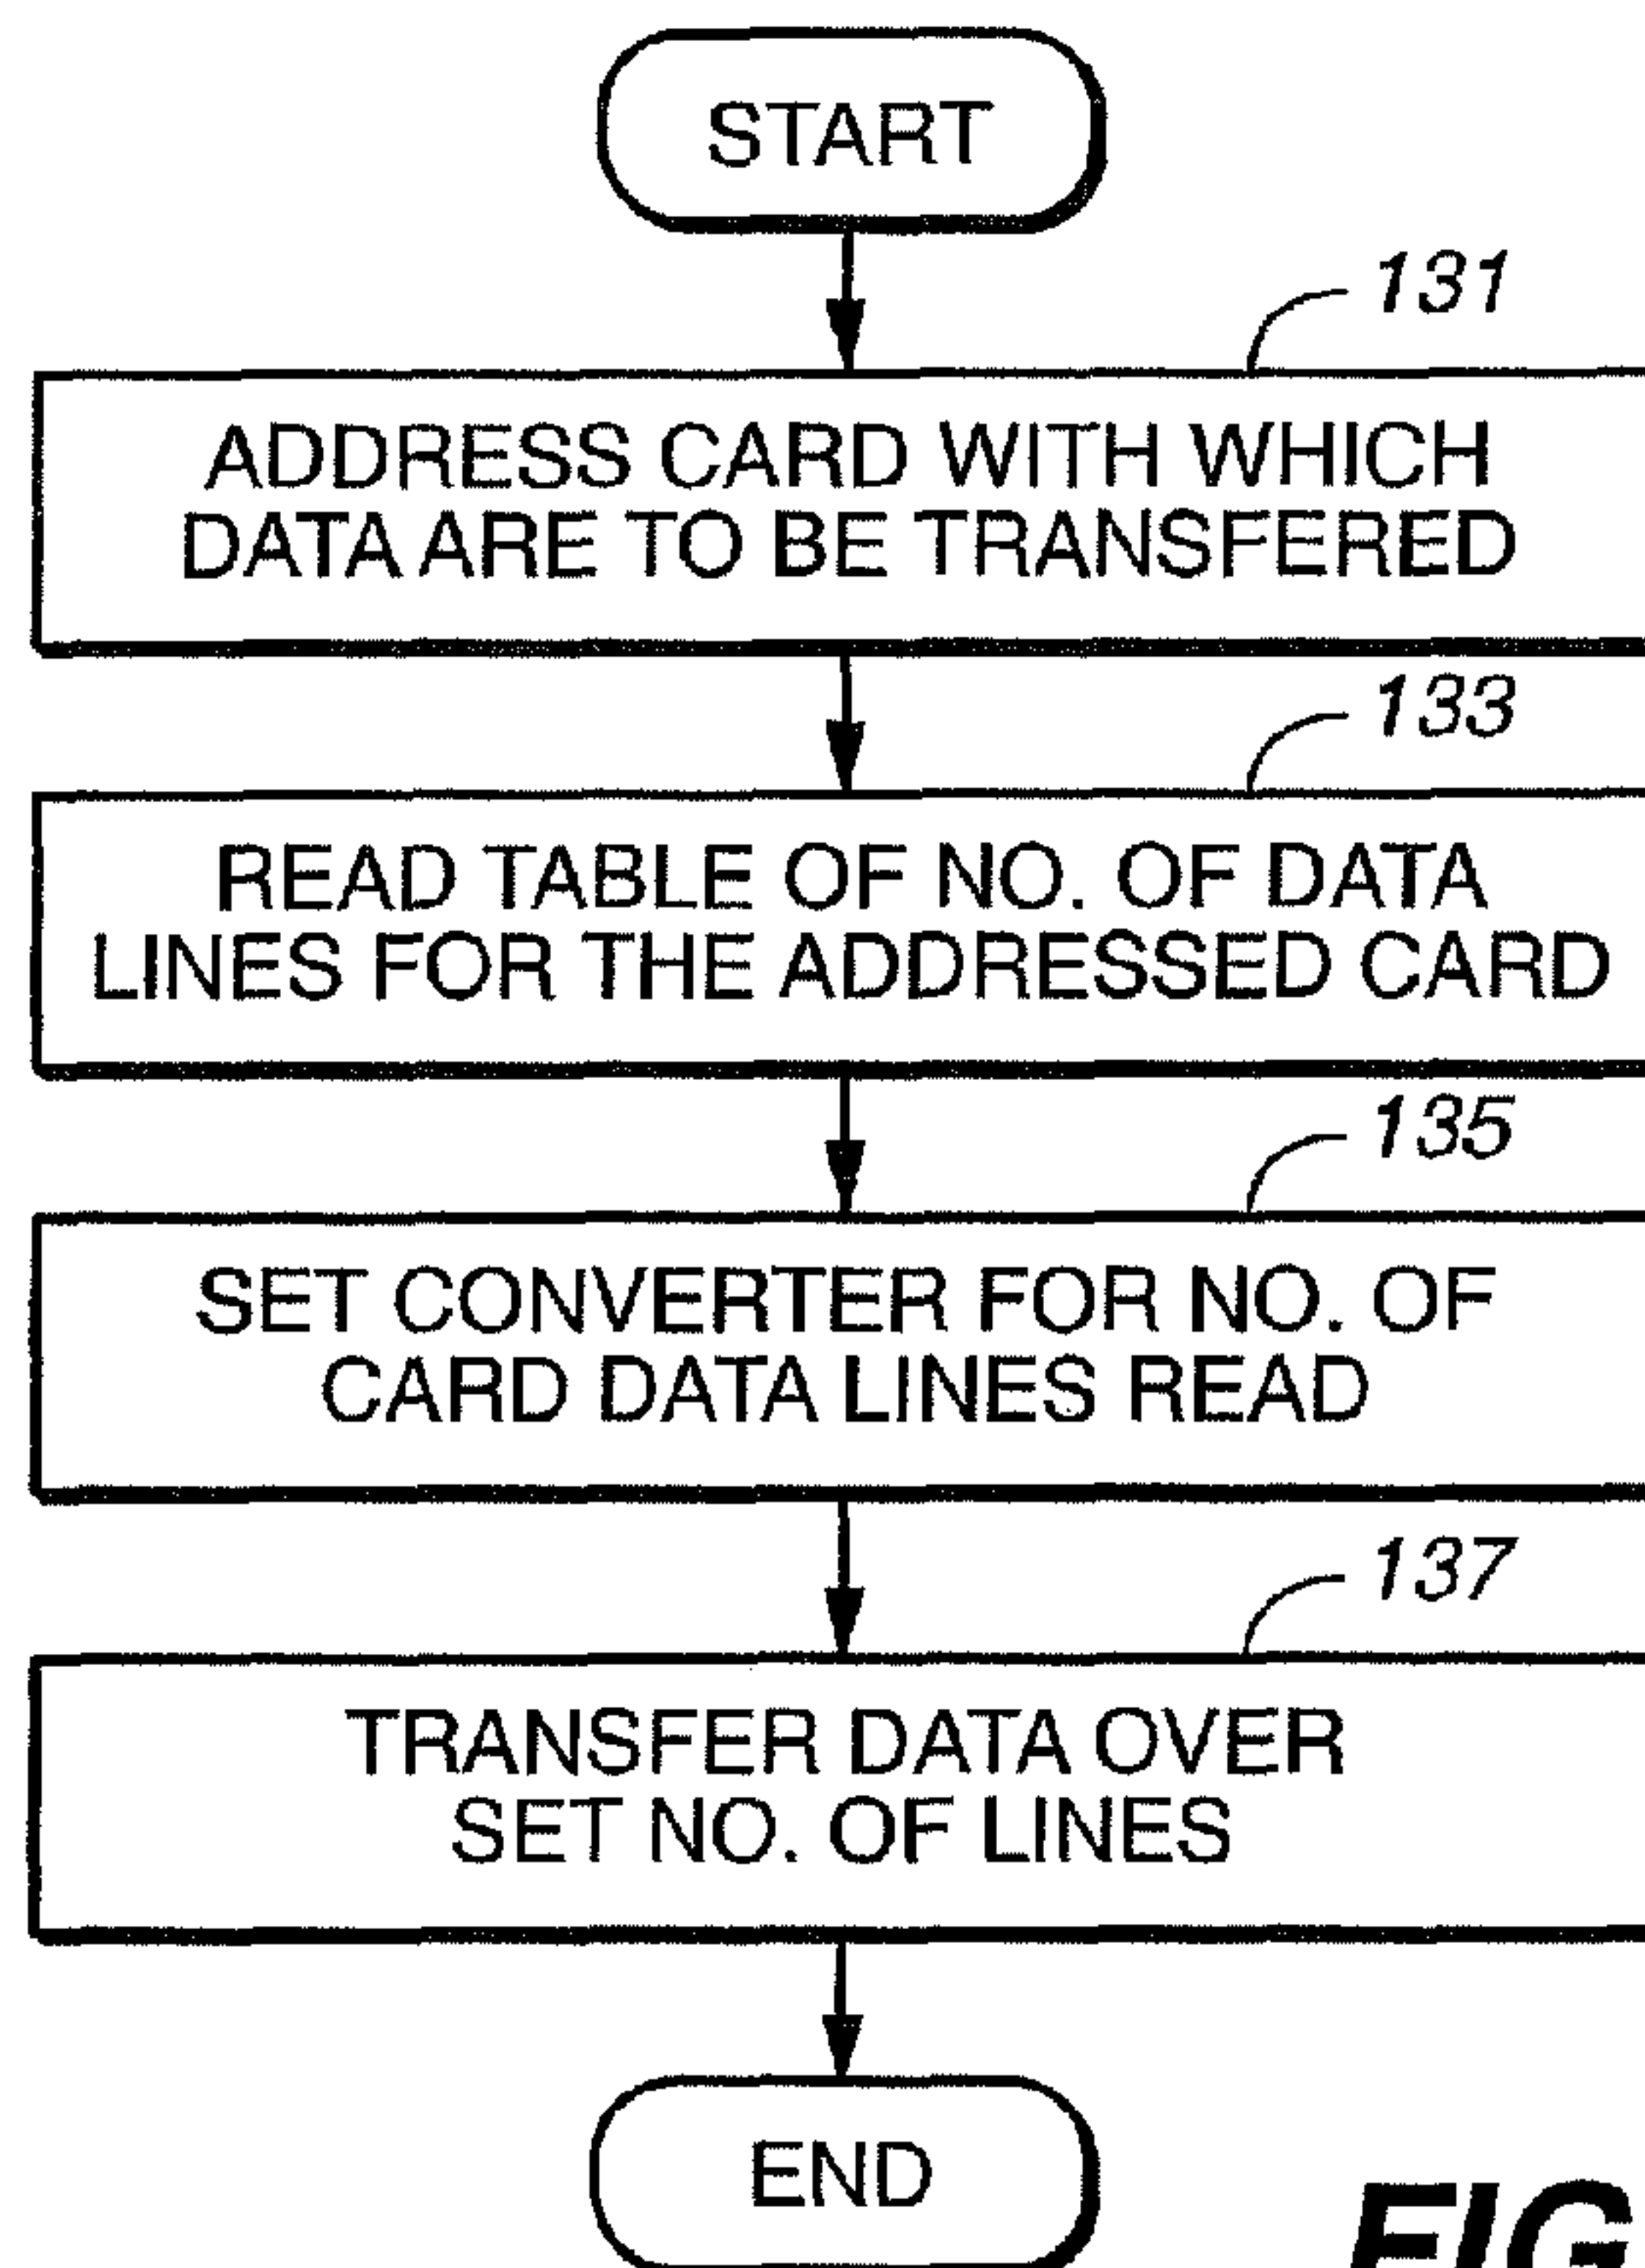 START
131
ADDRESS CARD WITH WHICH
DATA ARE TO BE TRANSFERED
133
READ TABLE OF NO. OF DATA
LINES FOR THE ADDRESSED CARD
135
SET CONVERTER FOR NO. OF
CARD DATA LINES READ
137
TRANSFER DATA OVER
SET NO. OF LINES
END
FIG